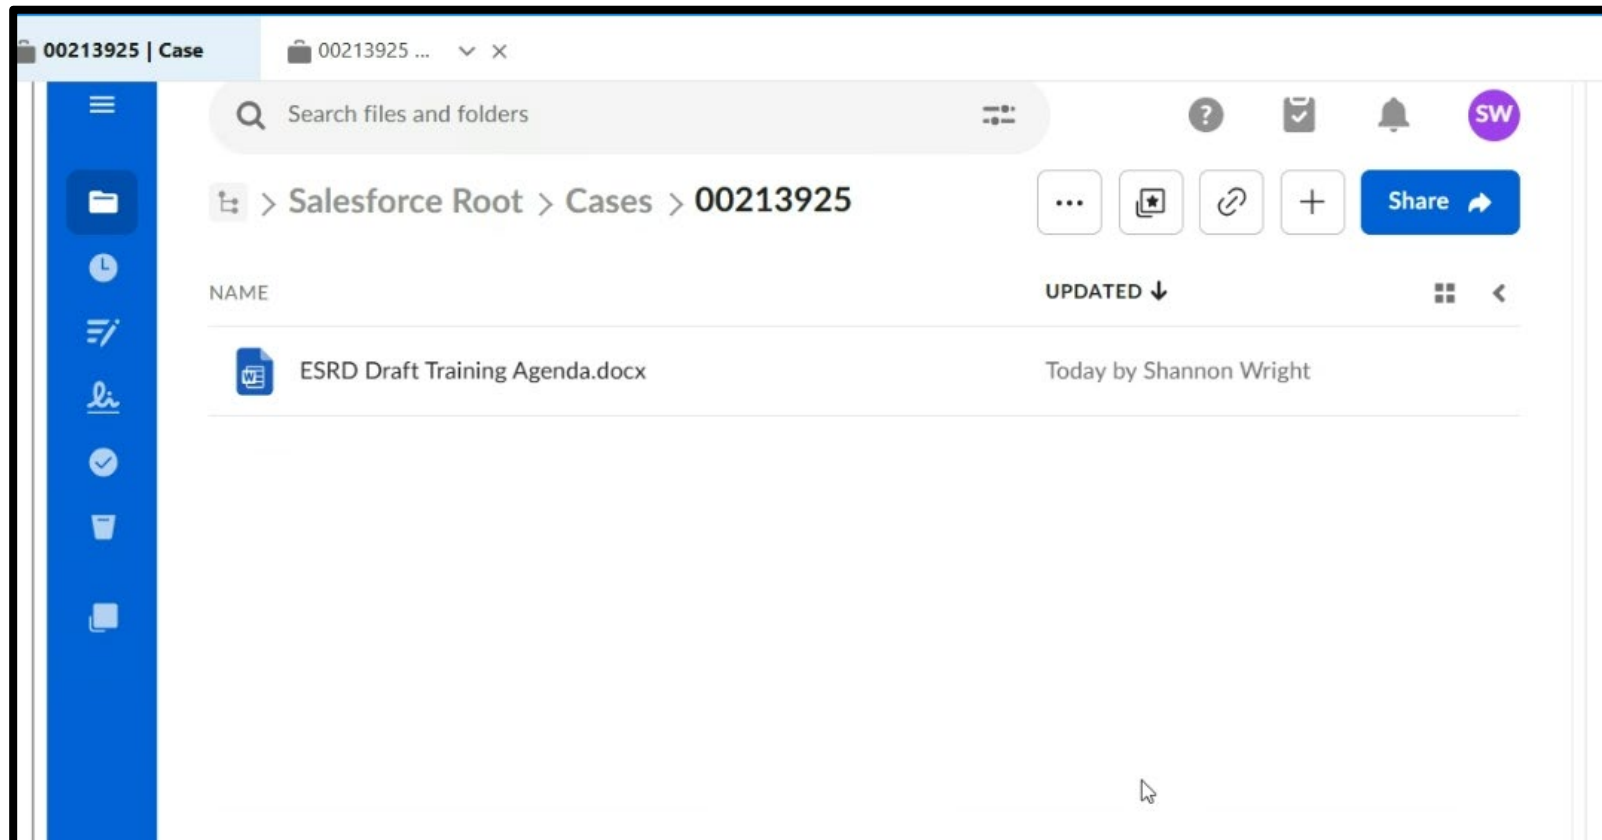 00213925 | Case
00213925 ...
Search files and folders
SW
> Salesforce Root > Cases > 00213925
Share
NAME
UPDATED
ESRD Draft Training Agenda.docx
Today by Shannon Wright